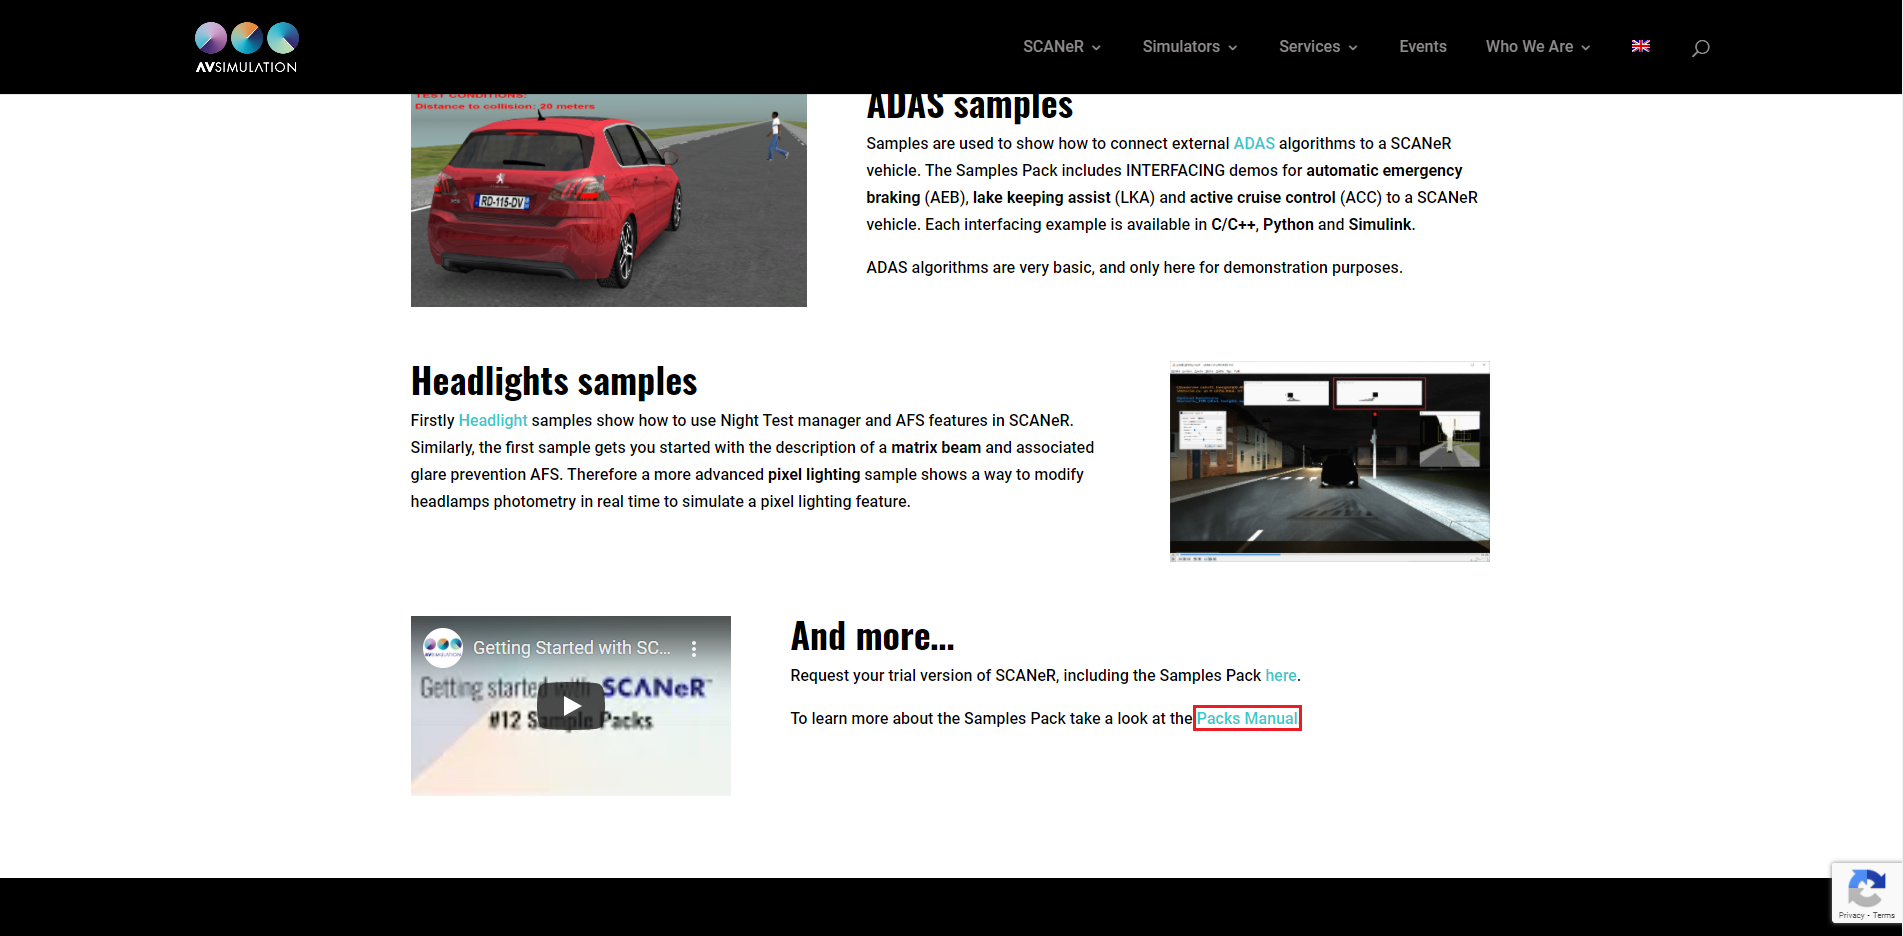 AVSIMULATION
SCANeR
Simulators
Services
Events
Who We Are
TEST CONDITIONS:
Distance to collision: 20 meters
RD-115-DV
ADAS samples
Samples are used to show how to connect external ADAS algorithms to a SCANeR
vehicle. The Samples Pack includes INTERFACING demos for automatic emergency
braking (AEB), lake keeping assist (LKA) and active cruise control (ACC) to a SCANeR
vehicle. Each interfacing example is available in C/C++, Python and Simulink.
ADAS algorithms are very basic, and only here for demonstration purposes.
Headlights samples
Firstly Headlight samples show how to use Night Test manager and AFS features in SCANeR.
Similarly, the first sample gets you started with the description of a matrix beam and associated
glare prevention AFS. Therefore a more advanced pixel lighting sample shows a way to modify
headlamps photometry in real time to simulate a pixel lighting feature.
Getting Started with SC...
Getting started with SCANeR™
#12 Sample Packs
And more...
Request your trial version of SCANeR, including the Samples Pack here.
To learn more about the Samples Pack take a look at the Packs Manual
Privacy - Terms